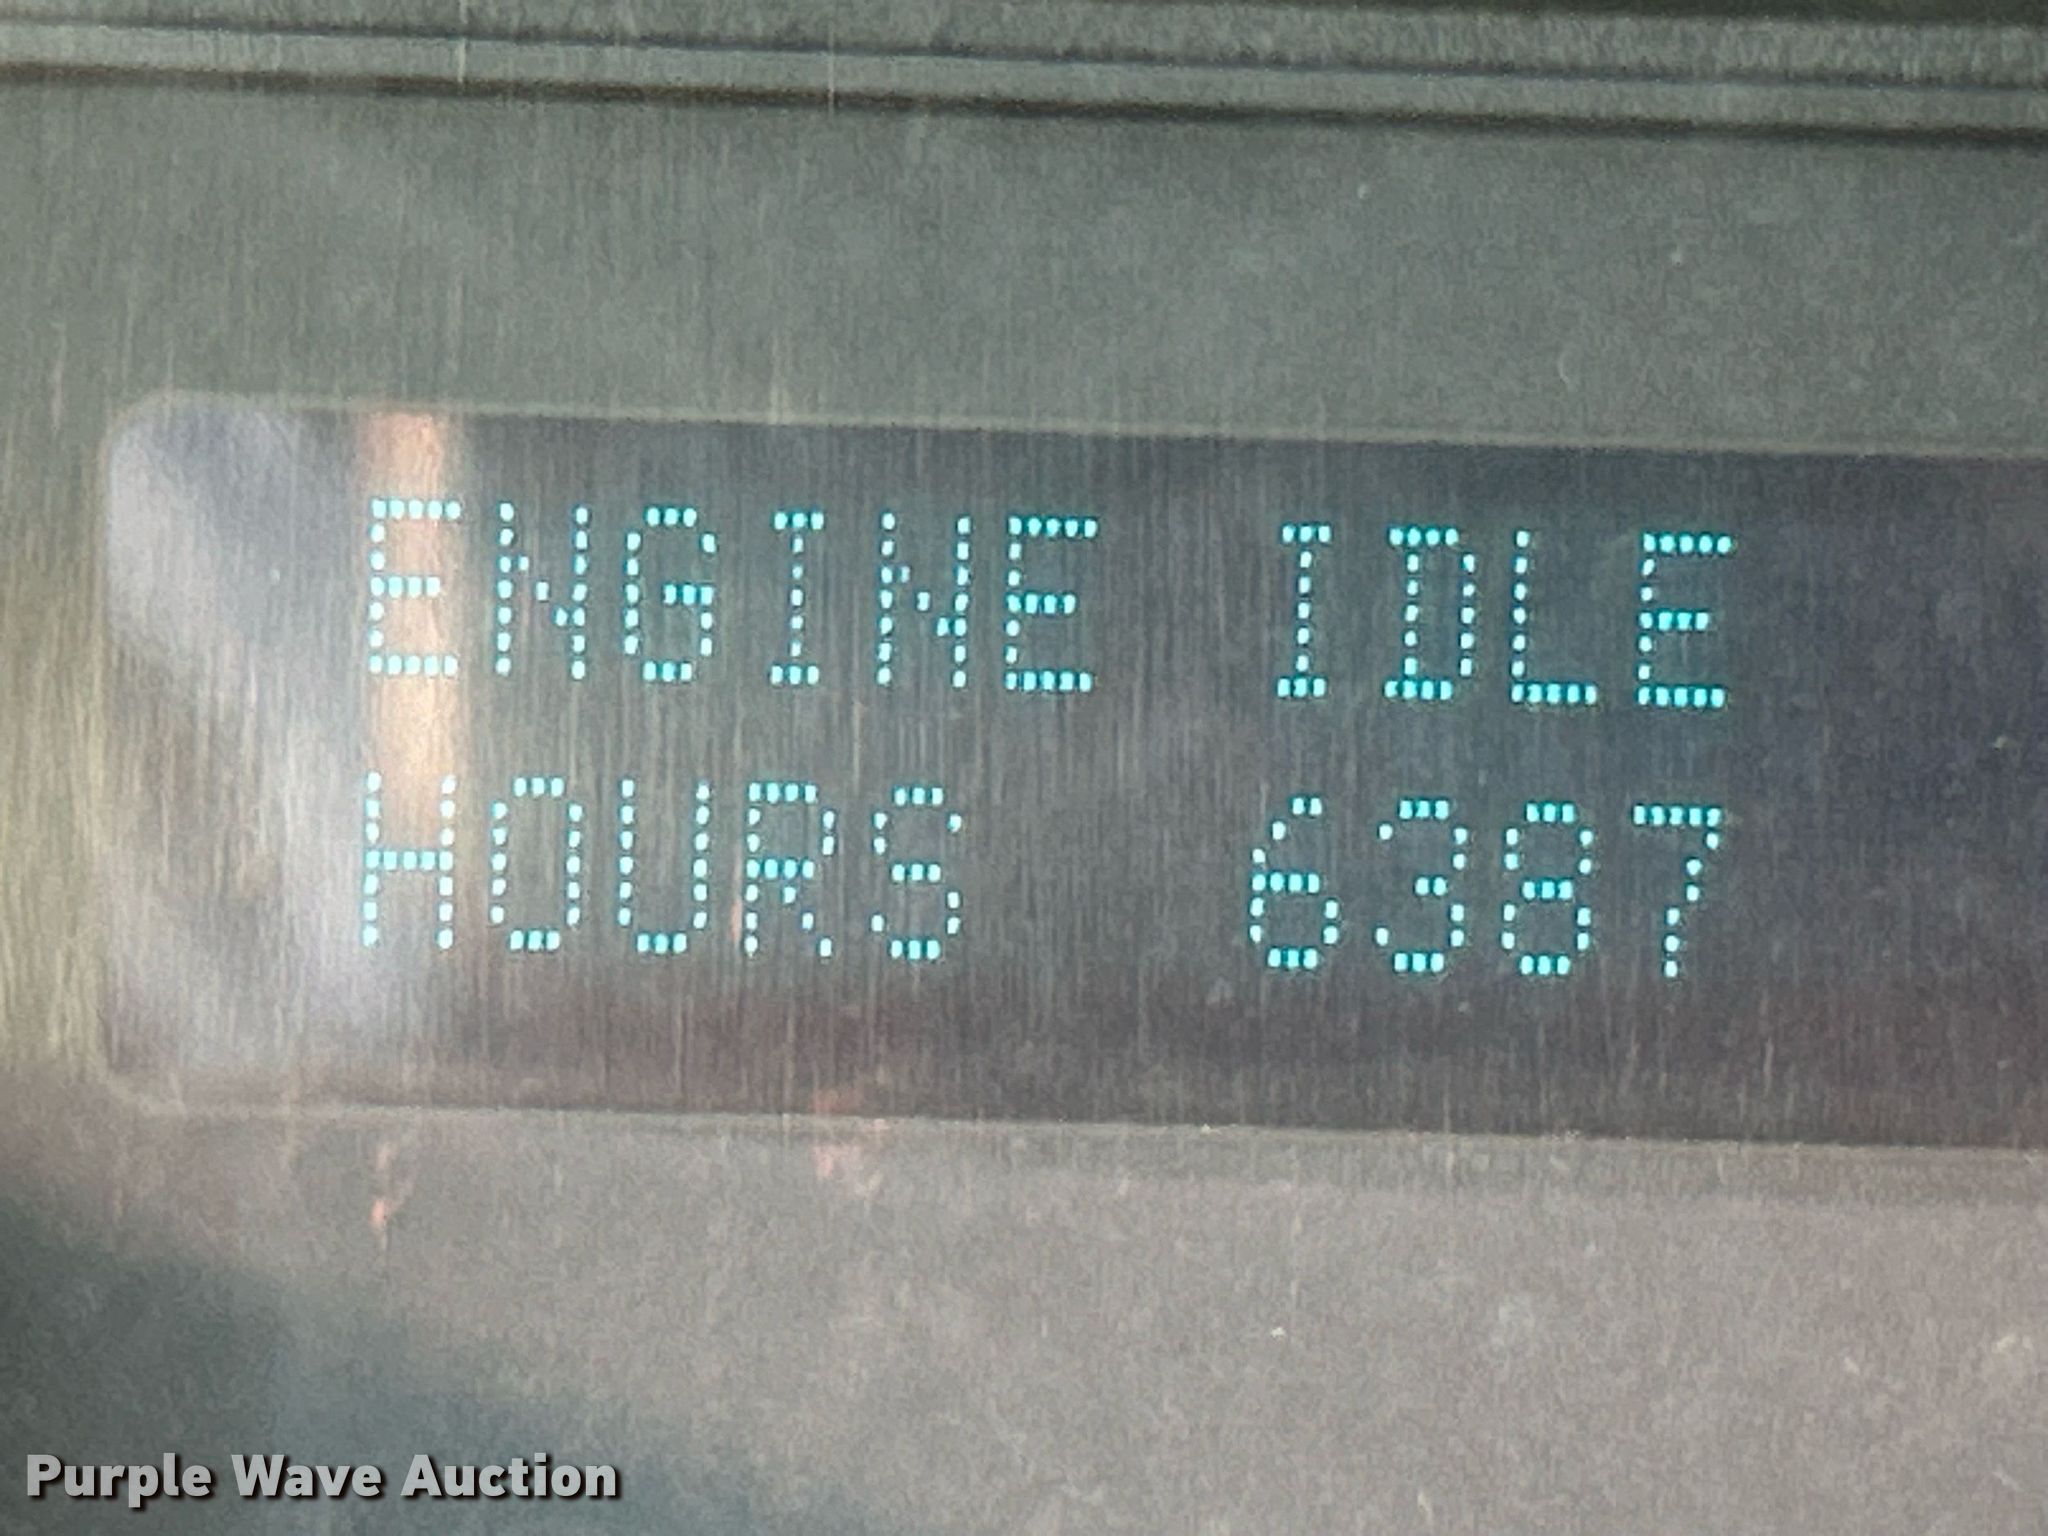 ENGINE IDLE
HOURS 6387
Purple Wave Auction